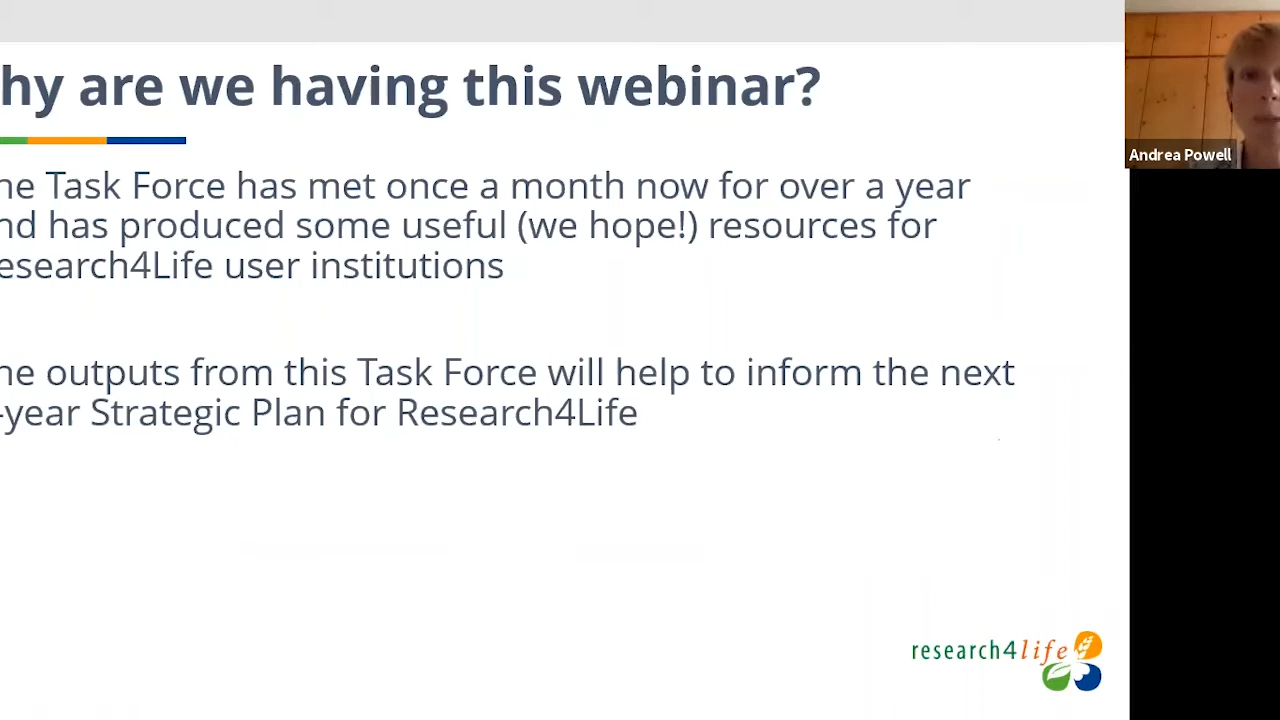 hy are we having this webinar?
Andrea Powell
he Task Force has met once a month now for over a year
nd has produced some useful (we hope!) resources for
esearch4Life user institutions
he outputs from this Task Force will help to inform the next
-year Strategic Plan for Research4Life
research4life